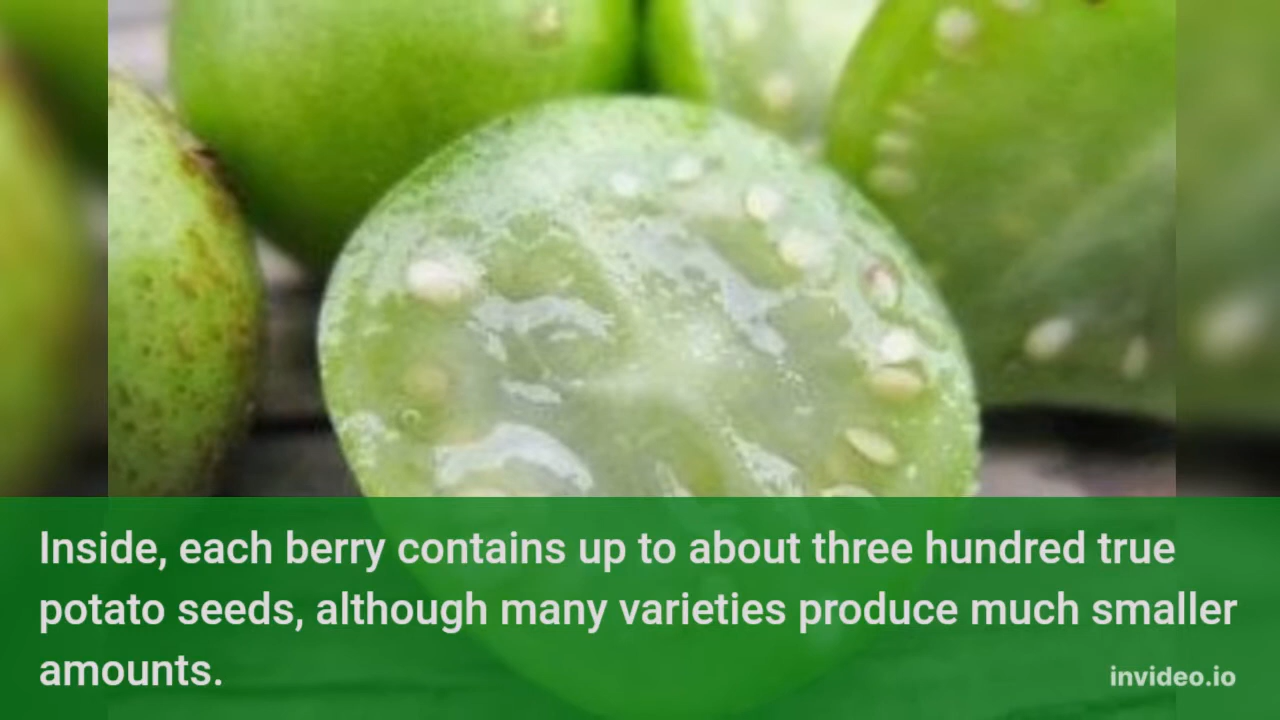 Inside, each berry contains up to about three hundred true
potato seeds, although many varieties produce much smaller
amounts.
invideo.io